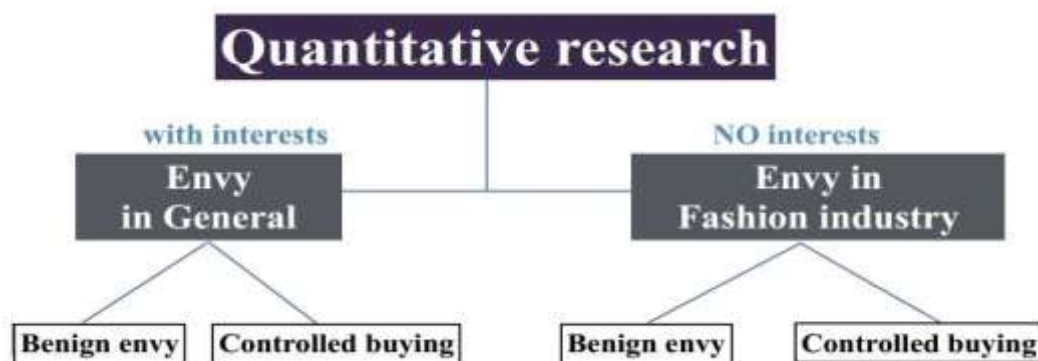 Quantitative research
with interests
NO interests
Envy
in General
Envy in
Fashion industry
Benign envy
Controlled buying
Benign envy
Controlled buying